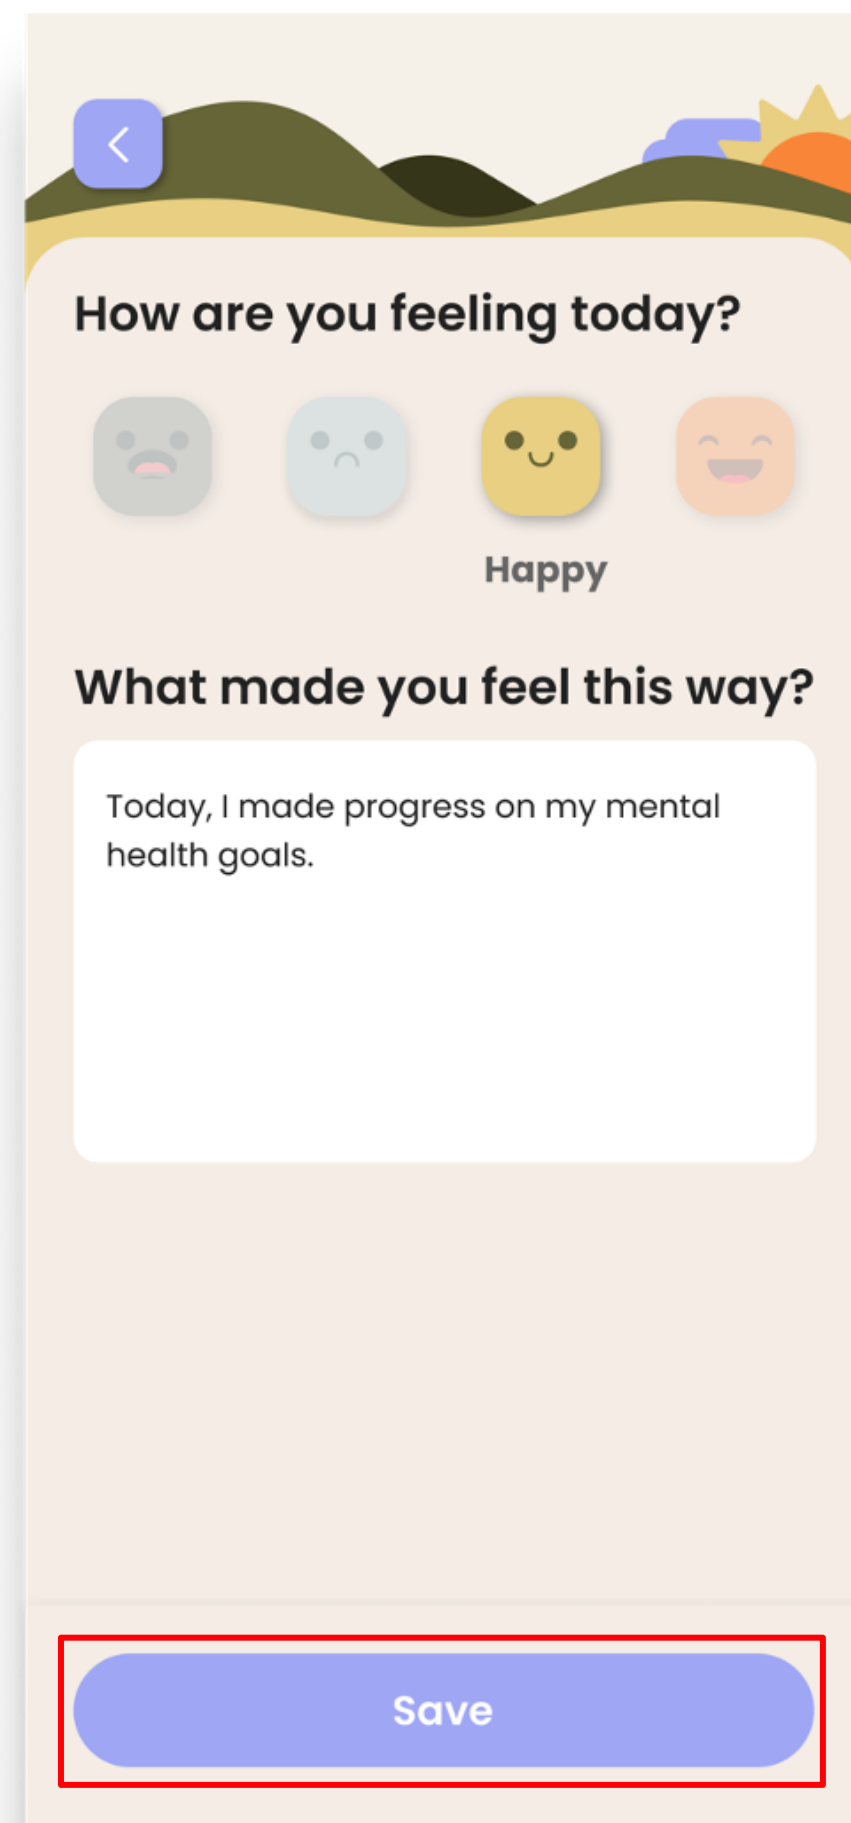 How are you feeling today?
Happy
What made you feel this way?
Today, I made progress on my mental
health goals.
Save